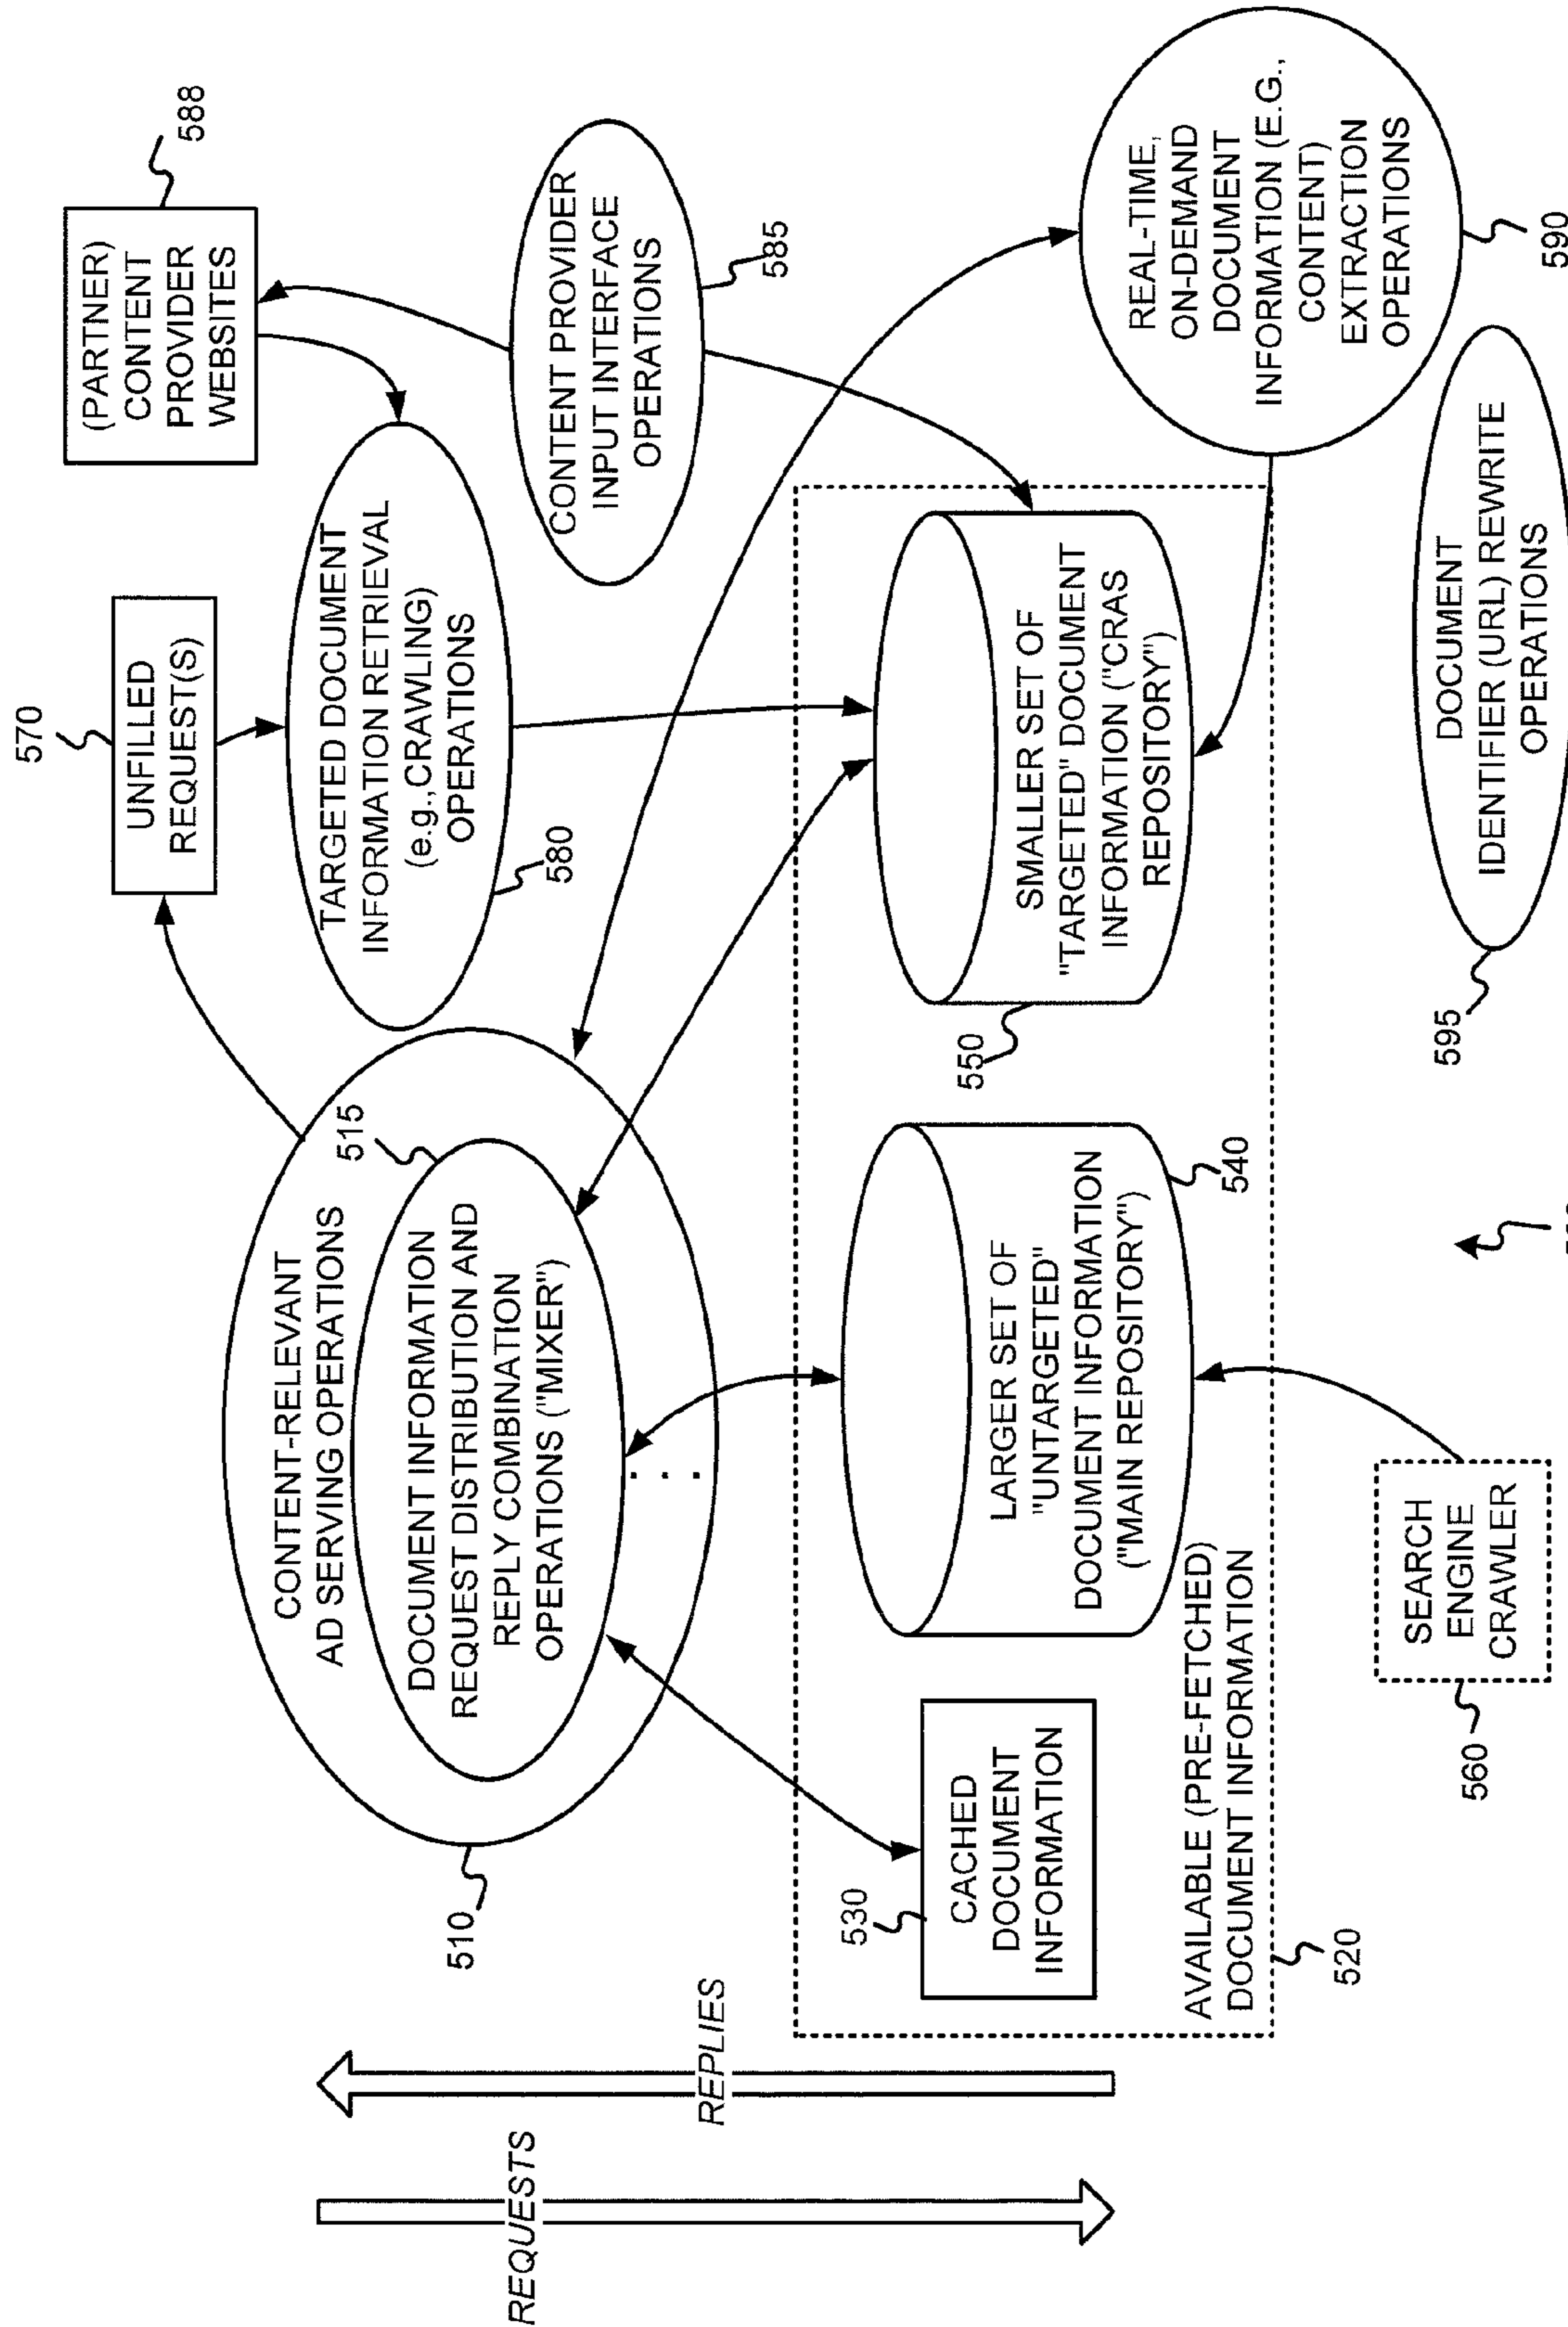 REQUESTS
REPLIES
510
CONTENT-RELEVANT
AD SERVING OPERATIONS
515
DOCUMENT INFORMATION
REQUEST DISTRIBUTION AND
REPLY COMBINATION
OPERATIONS ("MIXER")
570
UNFILLED
REQUEST(S)
(PARTNER)
CONTENT
PROVIDER
WEBSITES
588
TARGETED DOCUMENT
INFORMATION RETRIEVAL
(e.g.,CRAWLING)
OPERATIONS
580
CONTENT PROVIDER
INPUT INTERFACE
OPERATIONS
585
530
CACHED
DOCUMENT
INFORMATION
LARGER SET OF
"UNTARGETED"
DOCUMENT INFORMATION
("MAIN REPOSITORY")
540
550
SMALLER SET OF
"TARGETED" DOCUMENT
INFORMATION ("CRAS
REPOSITORY")
AVAILABLE (PRE-FETCHED)
DOCUMENT INFORMATION
520
REAL-TIME,
ON-DEMAND
DOCUMENT
INFORMATION (E.G.,
CONTENT)
EXTRACTION
OPERATIONS
590
560
SEARCH
ENGINE
CRAWLER
595
DOCUMENT
IDENTIFIER (URL) REWRITE
OPERATIONS